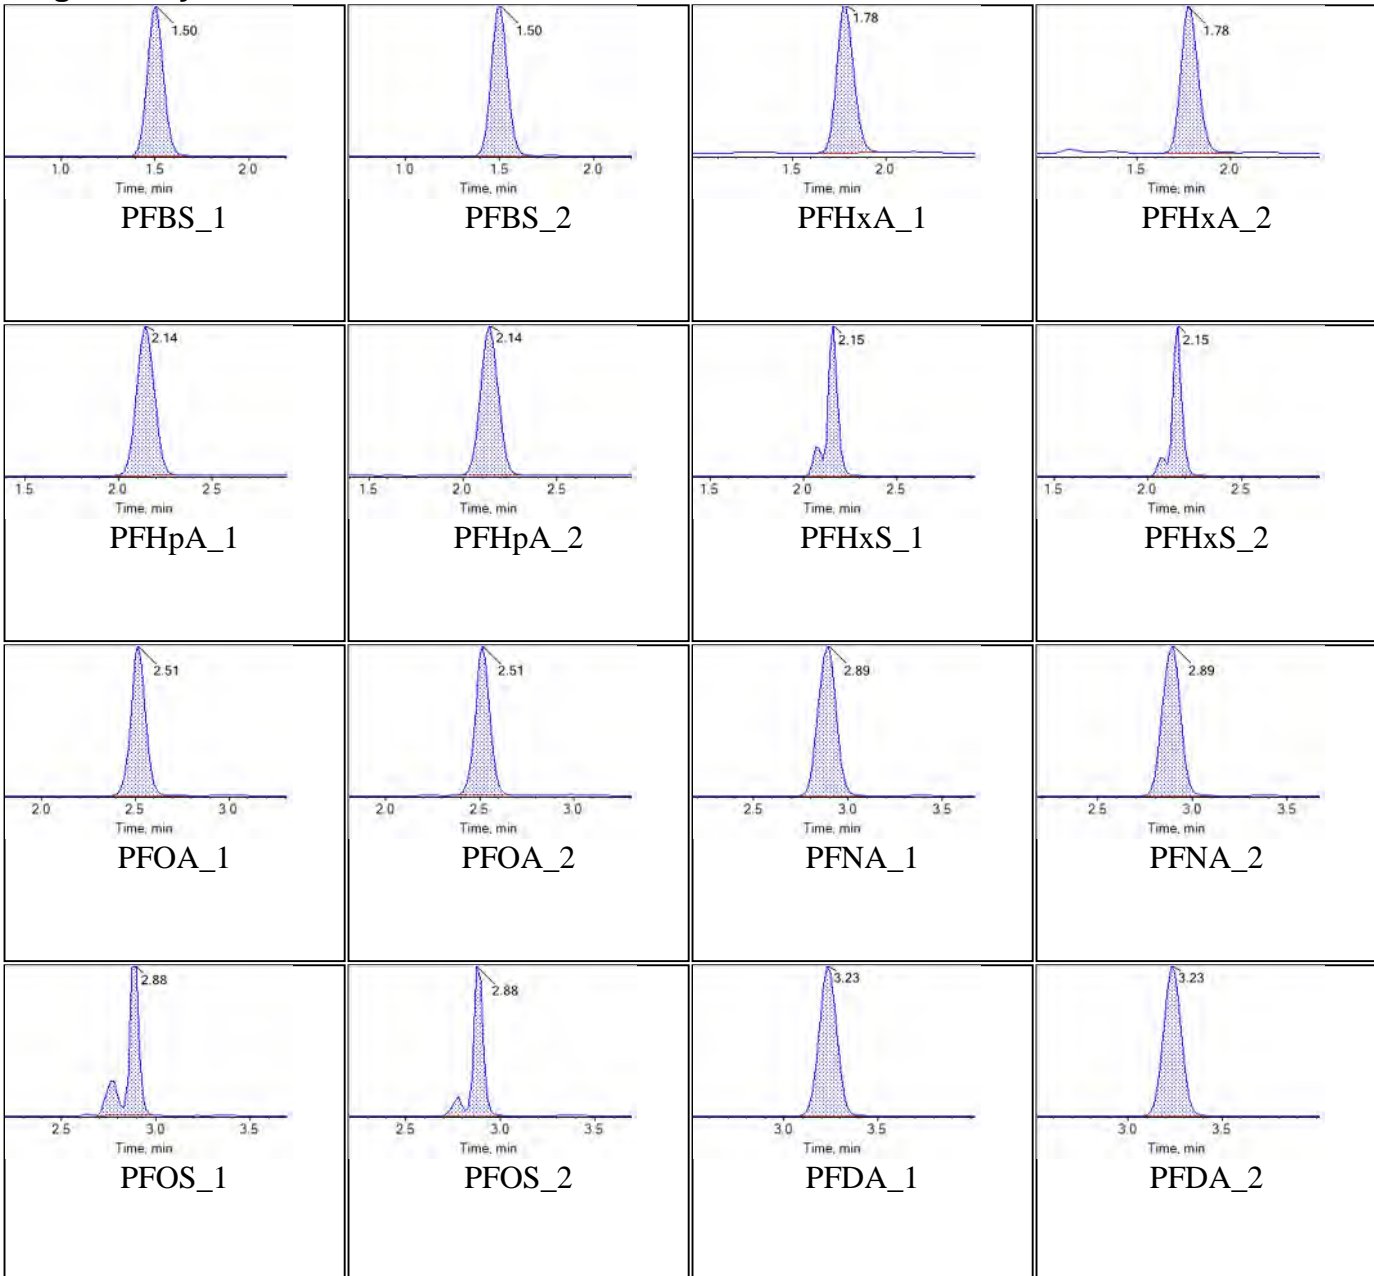 1.50
1.0 1.5 2.0
Time, min
PFBS_1
1.50
1.0 1.5 2.0
Time, min
PFBS_2
1.78
1.5 2.0
Time, min
PFHxA_1
1.78
1.5 2.0
Time, min
PFHxA_2
2.14
1.5 2.0 2.5
Time, min
PFHpA_1
2.14
1.5 2.0 2.5
Time, min
PFHpA_2
2.15
1.5 2.0 2.5
Time, min
PFHxS_1
2.15
1.5 2.0 2.5
Time, min
PFHxS_2
2.51
2.0 2.5 3.0
Time, min
PFOA_1
2.51
2.0 2.5 3.0
Time, min
PFOA_2
2.89
2.5 3.0 3.5
Time, min
PFNA_1
2.89
2.5 3.0 3.5
Time, min
PFNA_2
2.88
2.5 3.0 3.5
Time, min
PFOS_1
2.88
2.5 3.0 3.5
Time, min
PFOS_2
3.23
3.0 3.5
Time, min
PFDA_1
3.23
3.0 3.5
Time, min
PFDA_2